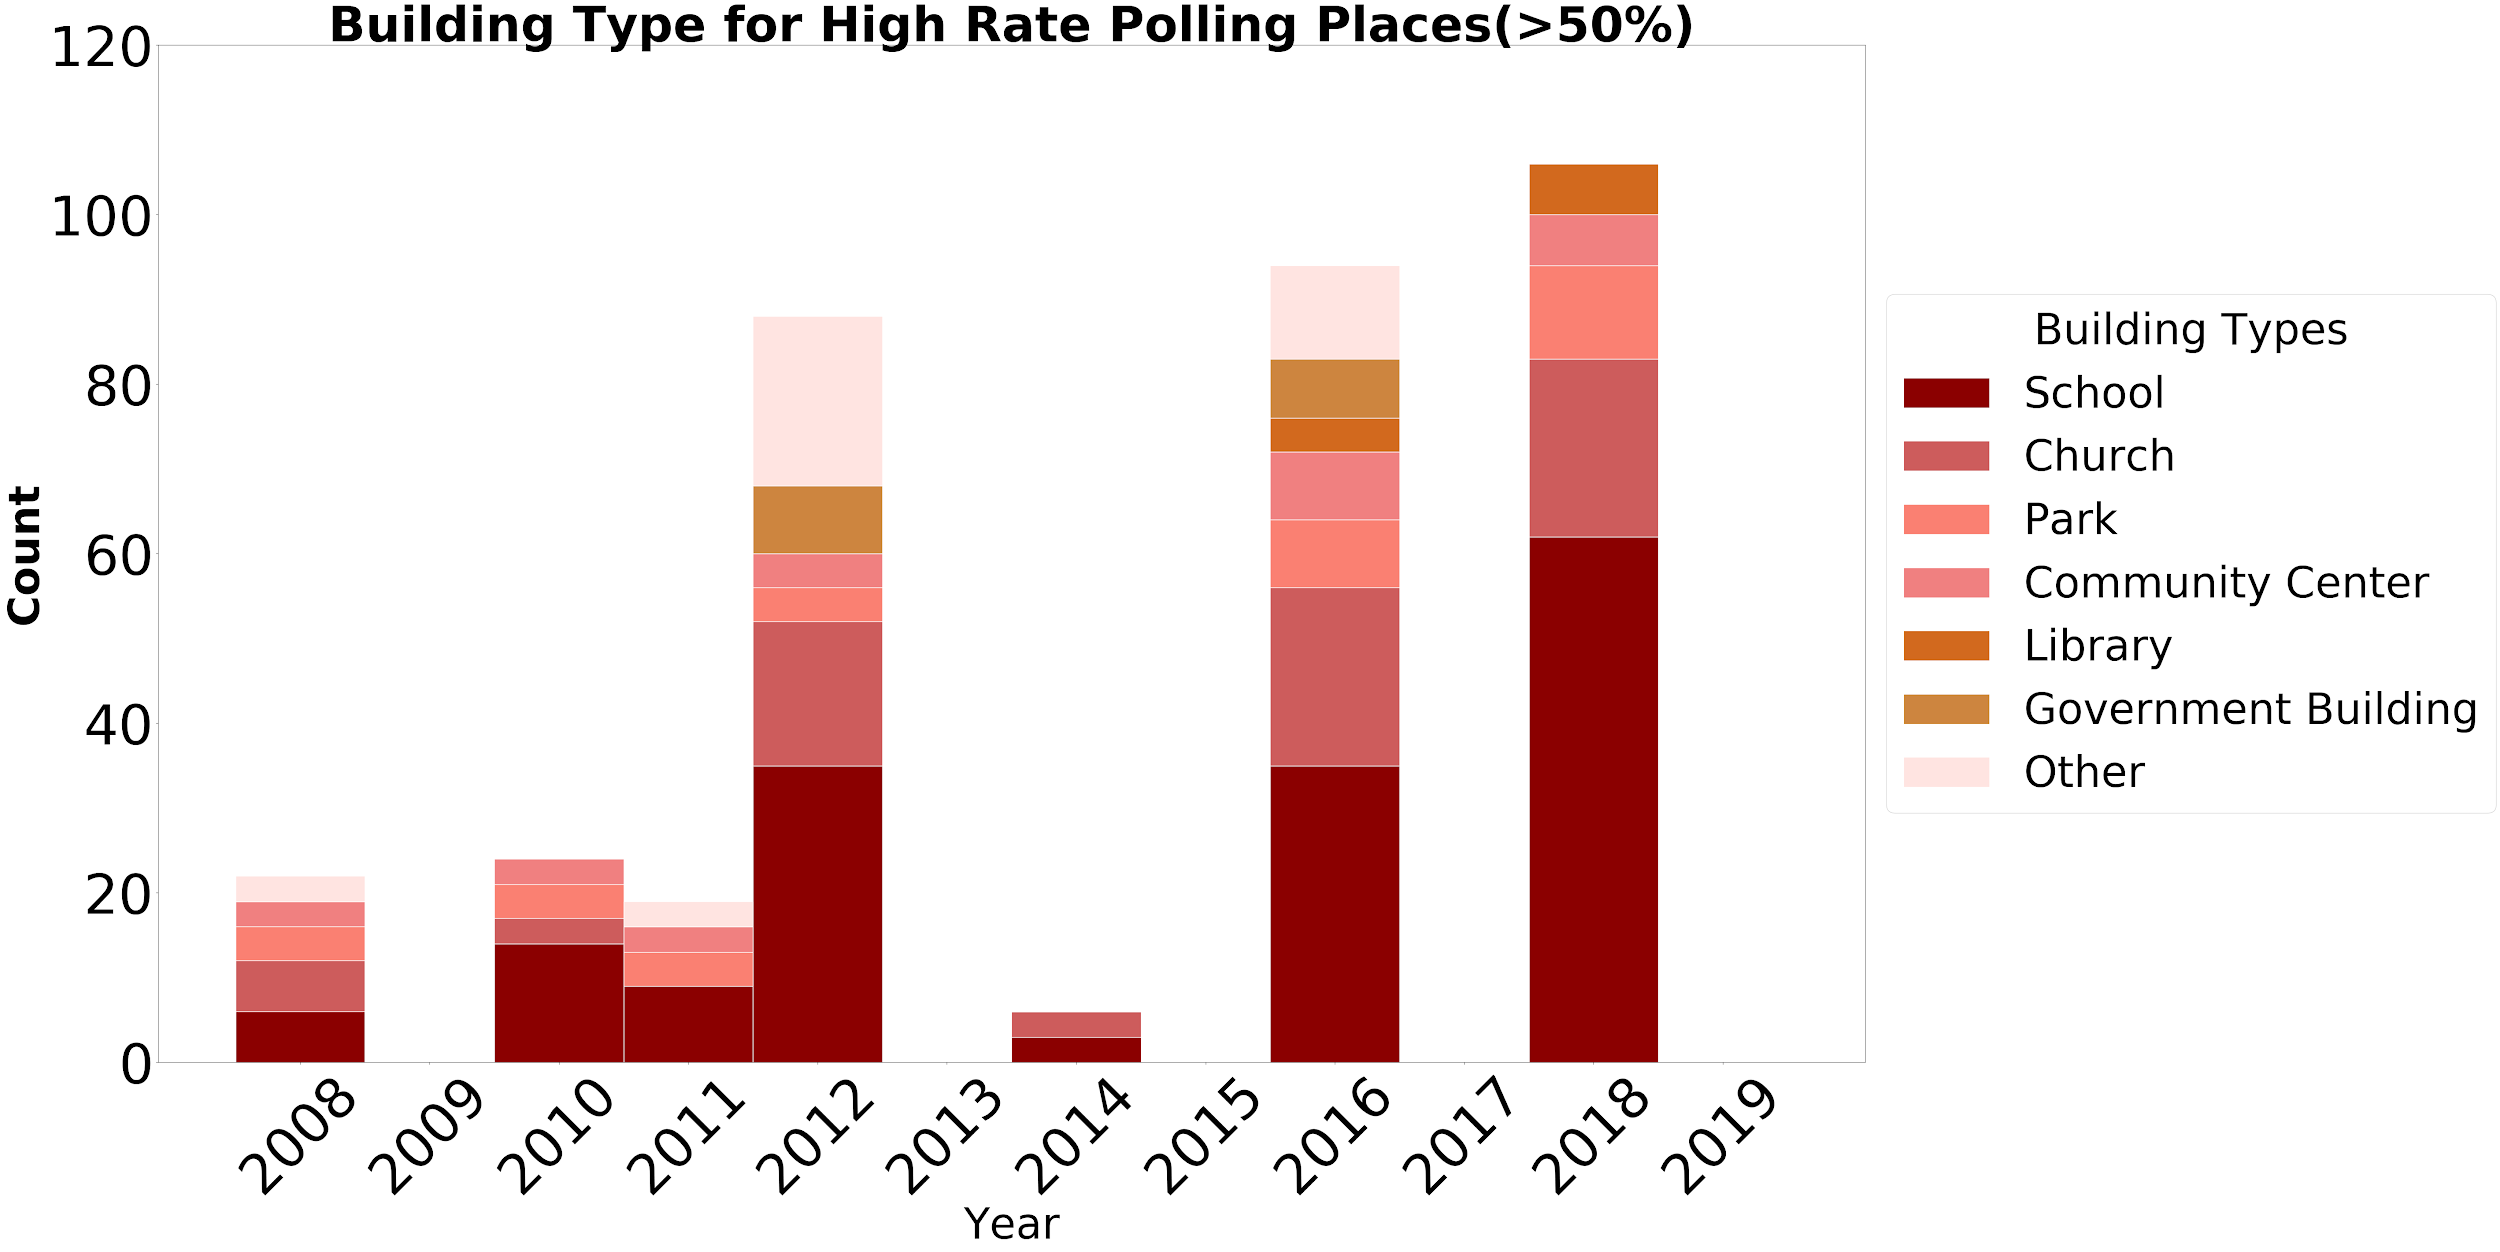 Building Type for High Rate Polling Places(>50%)
120
100
80
60
40
20
0
Count
2008
2009
2010
2011
2012
2013
2014
2015
2016
2017
2018
2019
Year
Building Types
School
Church
Park
Community Center
Library
Government Building
Other